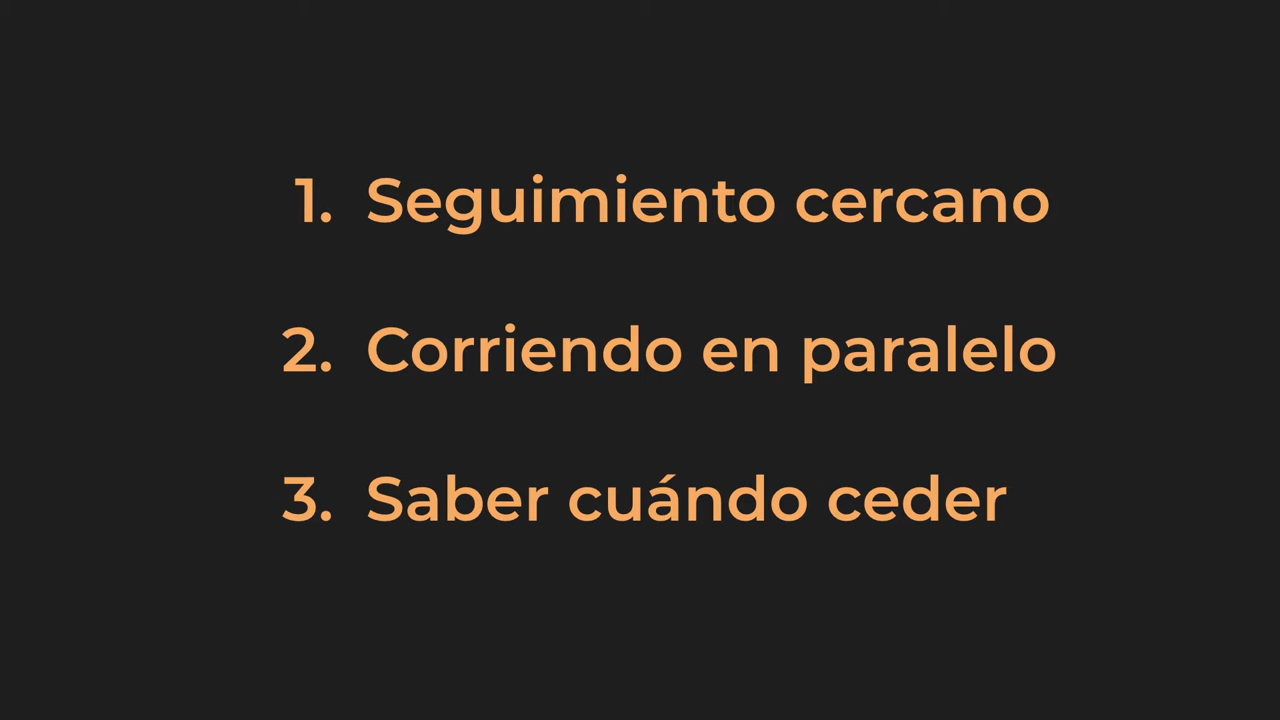 1. Seguimiento cercano
2. Corriendo en paralelo
3. Saber cuándo ceder